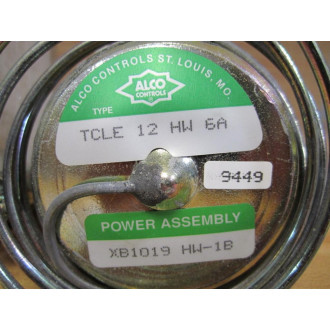 ALCO CONTROLS ST. LOUIS, MO.
ALCO
CONTROLS
TYPE
TCLE 12 HW 6A
9449
POWER ASSEMBLY
XB1019 HW-1B